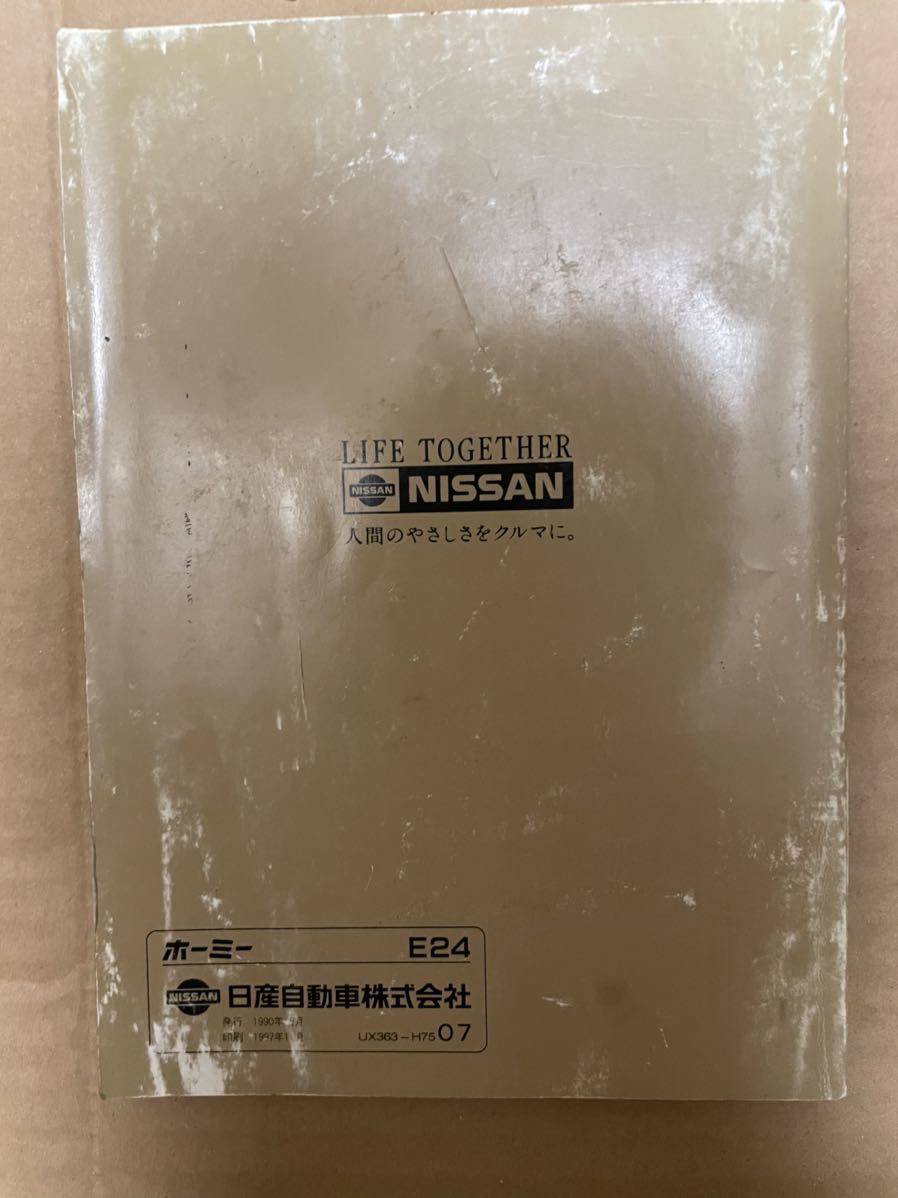 LIFE TOGETHER
NISSAN NISSAN
人間のやさしさをクルマに。
ホーミー E24
NISSAN 日産自動車株式会社
発行 1990年 月
印刷 1997年1 月 UX363-H75 07